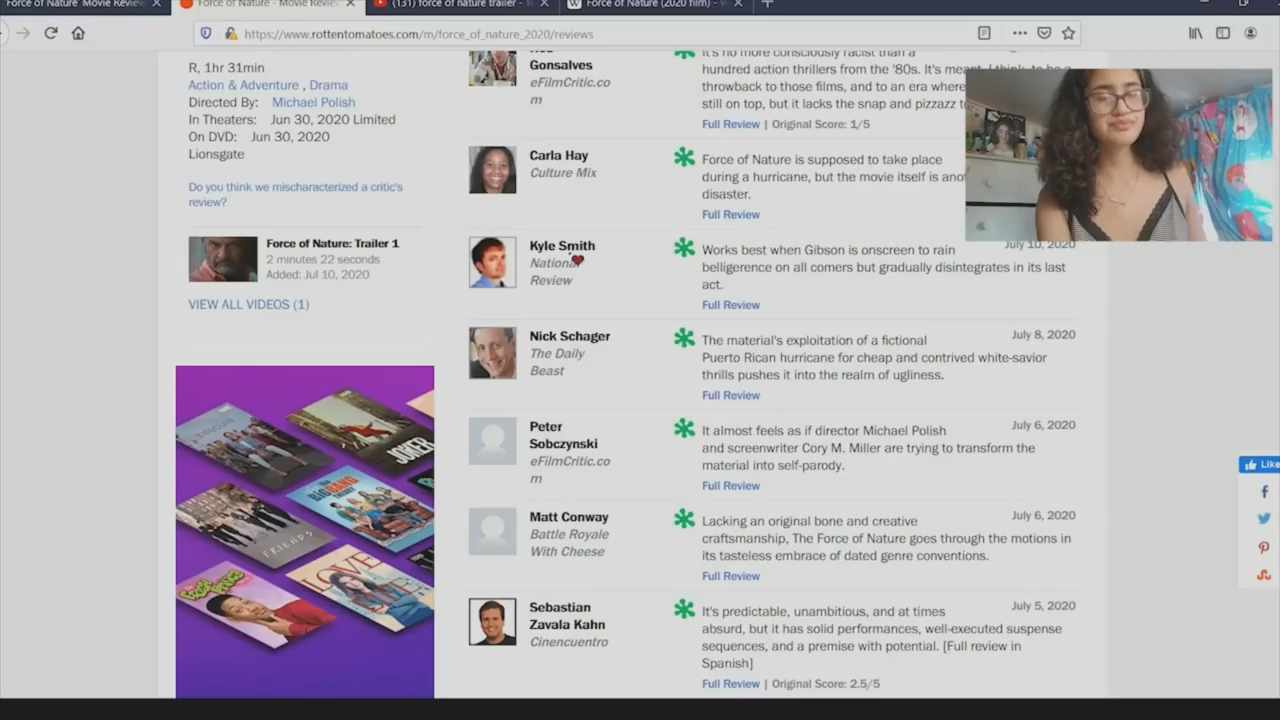 Force of Nature' Movie Review
Force of Nature - Movie Review
(131) force of nature trailer -
Force of Nature (2020 film) -
https://www.rottentomatoes.com/m/force_of_nature_2020/reviews
R, 1hr 31min
Action & Adventure , Drama
Directed By: Michael Polish
In Theaters: Jun 30, 2020 Limited
On DVD: Jun 30, 2020
Lionsgate
Do you think we mischaracterized a critic's
review?
Force of Nature: Trailer 1
2 minutes 22 seconds
Added: Jul 10, 2020
VIEW ALL VIDEOS (1)
JOKER
FRIENDS
THE BIG BANG THEORY
LOVE LIFE
Gonsalves
eFilmCritic.co
m
It's no more consciously racist than a
hundred action thrillers from the '80s. It's meant, I think, to be a
throwback to those films, and to an era where
still on top, but it lacks the snap and pizzazz
Full Review | Original Score: 1/5
Carla Hay
Culture Mix
Force of Nature is supposed to take place
during a hurricane, but the movie itself is
disaster.
Full Review
Kyle Smith
National
Review
July 10, 2020
Works best when Gibson is onscreen to rain
belligerence on all comers but gradually disintegrates in its last
act.
Full Review
Nick Schager
The Daily
Beast
July 8, 2020
The material's exploitation of a fictional
Puerto Rican hurricane for cheap and contrived white-savior
thrills pushes it into the realm of ugliness.
Full Review
Peter
Sobczynski
eFilmCritic.co
m
July 6, 2020
It almost feels as if director Michael Polish
and screenwriter Cory M. Miller are trying to transform the
material into self-parody.
Full Review
Matt Conway
Battle Royale
With Cheese
July 6, 2020
Lacking an original bone and creative
craftsmanship, The Force of Nature goes through the motions in
its tasteless embrace of dated genre conventions.
Full Review
Sebastian
Zavala Kahn
Cinencuentro
July 5, 2020
It's predictable, unambitious, and at times
absurd, but it has solid performances, well-executed suspense
sequences, and a premise with potential. [Full review in
Spanish]
Full Review | Original Score: 2.5/5
Like